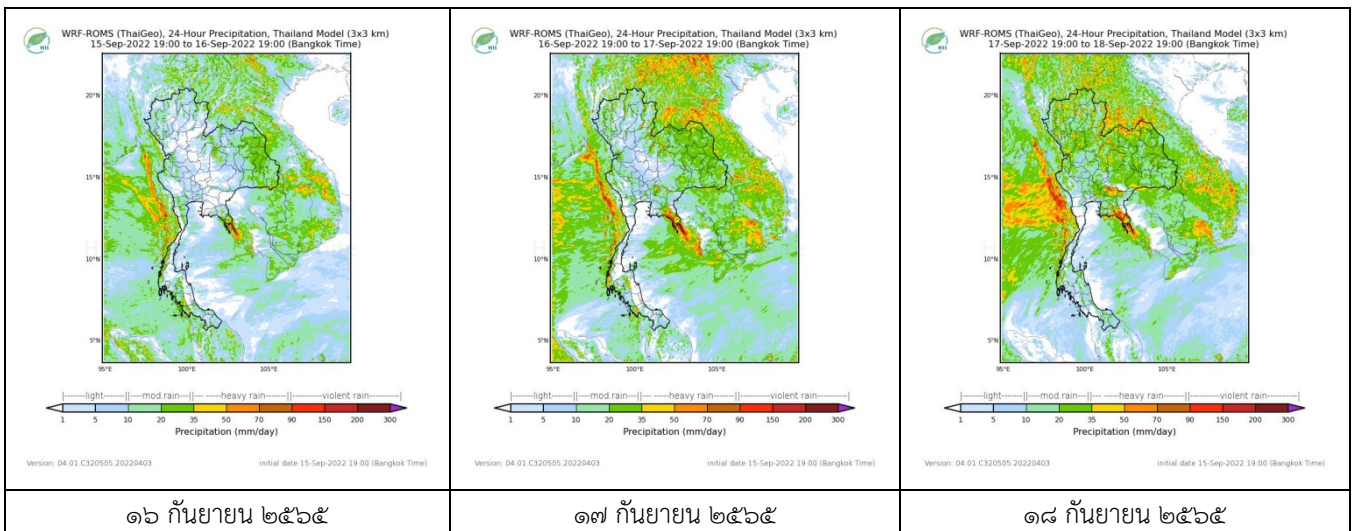 HII
WRF-ROMS (ThaiGeo), 24-Hour Precipitation, Thailand Model (3x3 km)
15-Sep-2022 19:00 to 16-Sep-2022 19:00 (Bangkok Time)
20°N
15°N
10°N
5°N
95°E 100°E 105°E
|------light----||---mod rain--||--- ---heavy rain---||------violent rain-----|
1 5 10 20 35 50 70 90 150 200 300
Precipitation (mm/day)
Version: 04.01.C320505.20220403 initial date 15-Sep-2022 19:00 (Bangkok Time)
๑๖ กันยายน ๒๕๖๕
HII
WRF-ROMS (ThaiGeo), 24-Hour Precipitation, Thailand Model (3x3 km)
16-Sep-2022 19:00 to 17-Sep-2022 19:00 (Bangkok Time)
20°N
15°N
10°N
5°N
95°E 100°E 105°E
|------light----||---mod rain--||--- ---heavy rain---||------violent rain-----|
1 5 10 20 35 50 70 90 150 200 300
Precipitation (mm/day)
Version: 04.01.C320505.20220403 initial date 15-Sep-2022 19:00 (Bangkok Time)
๑๗ กันยายน ๒๕๖๕
HII
WRF-ROMS (ThaiGeo), 24-Hour Precipitation, Thailand Model (3x3 km)
17-Sep-2022 19:00 to 18-Sep-2022 19:00 (Bangkok Time)
20°N
15°N
10°N
5°N
95°E 100°E 105°E
|------light----||---mod rain--||--- ---heavy rain---||------violent rain-----|
1 5 10 20 35 50 70 90 150 200 300
Precipitation (mm/day)
Version: 04.01.C320505.20220403 initial date 15-Sep-2022 19:00 (Bangkok Time)
๑๘ กันยายน ๒๕๖๕